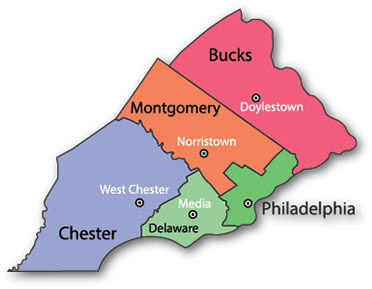 Bucks
Doylestown
Montgomery
Norristown
West Chester
Media
Philadelphia
Chester
Delaware